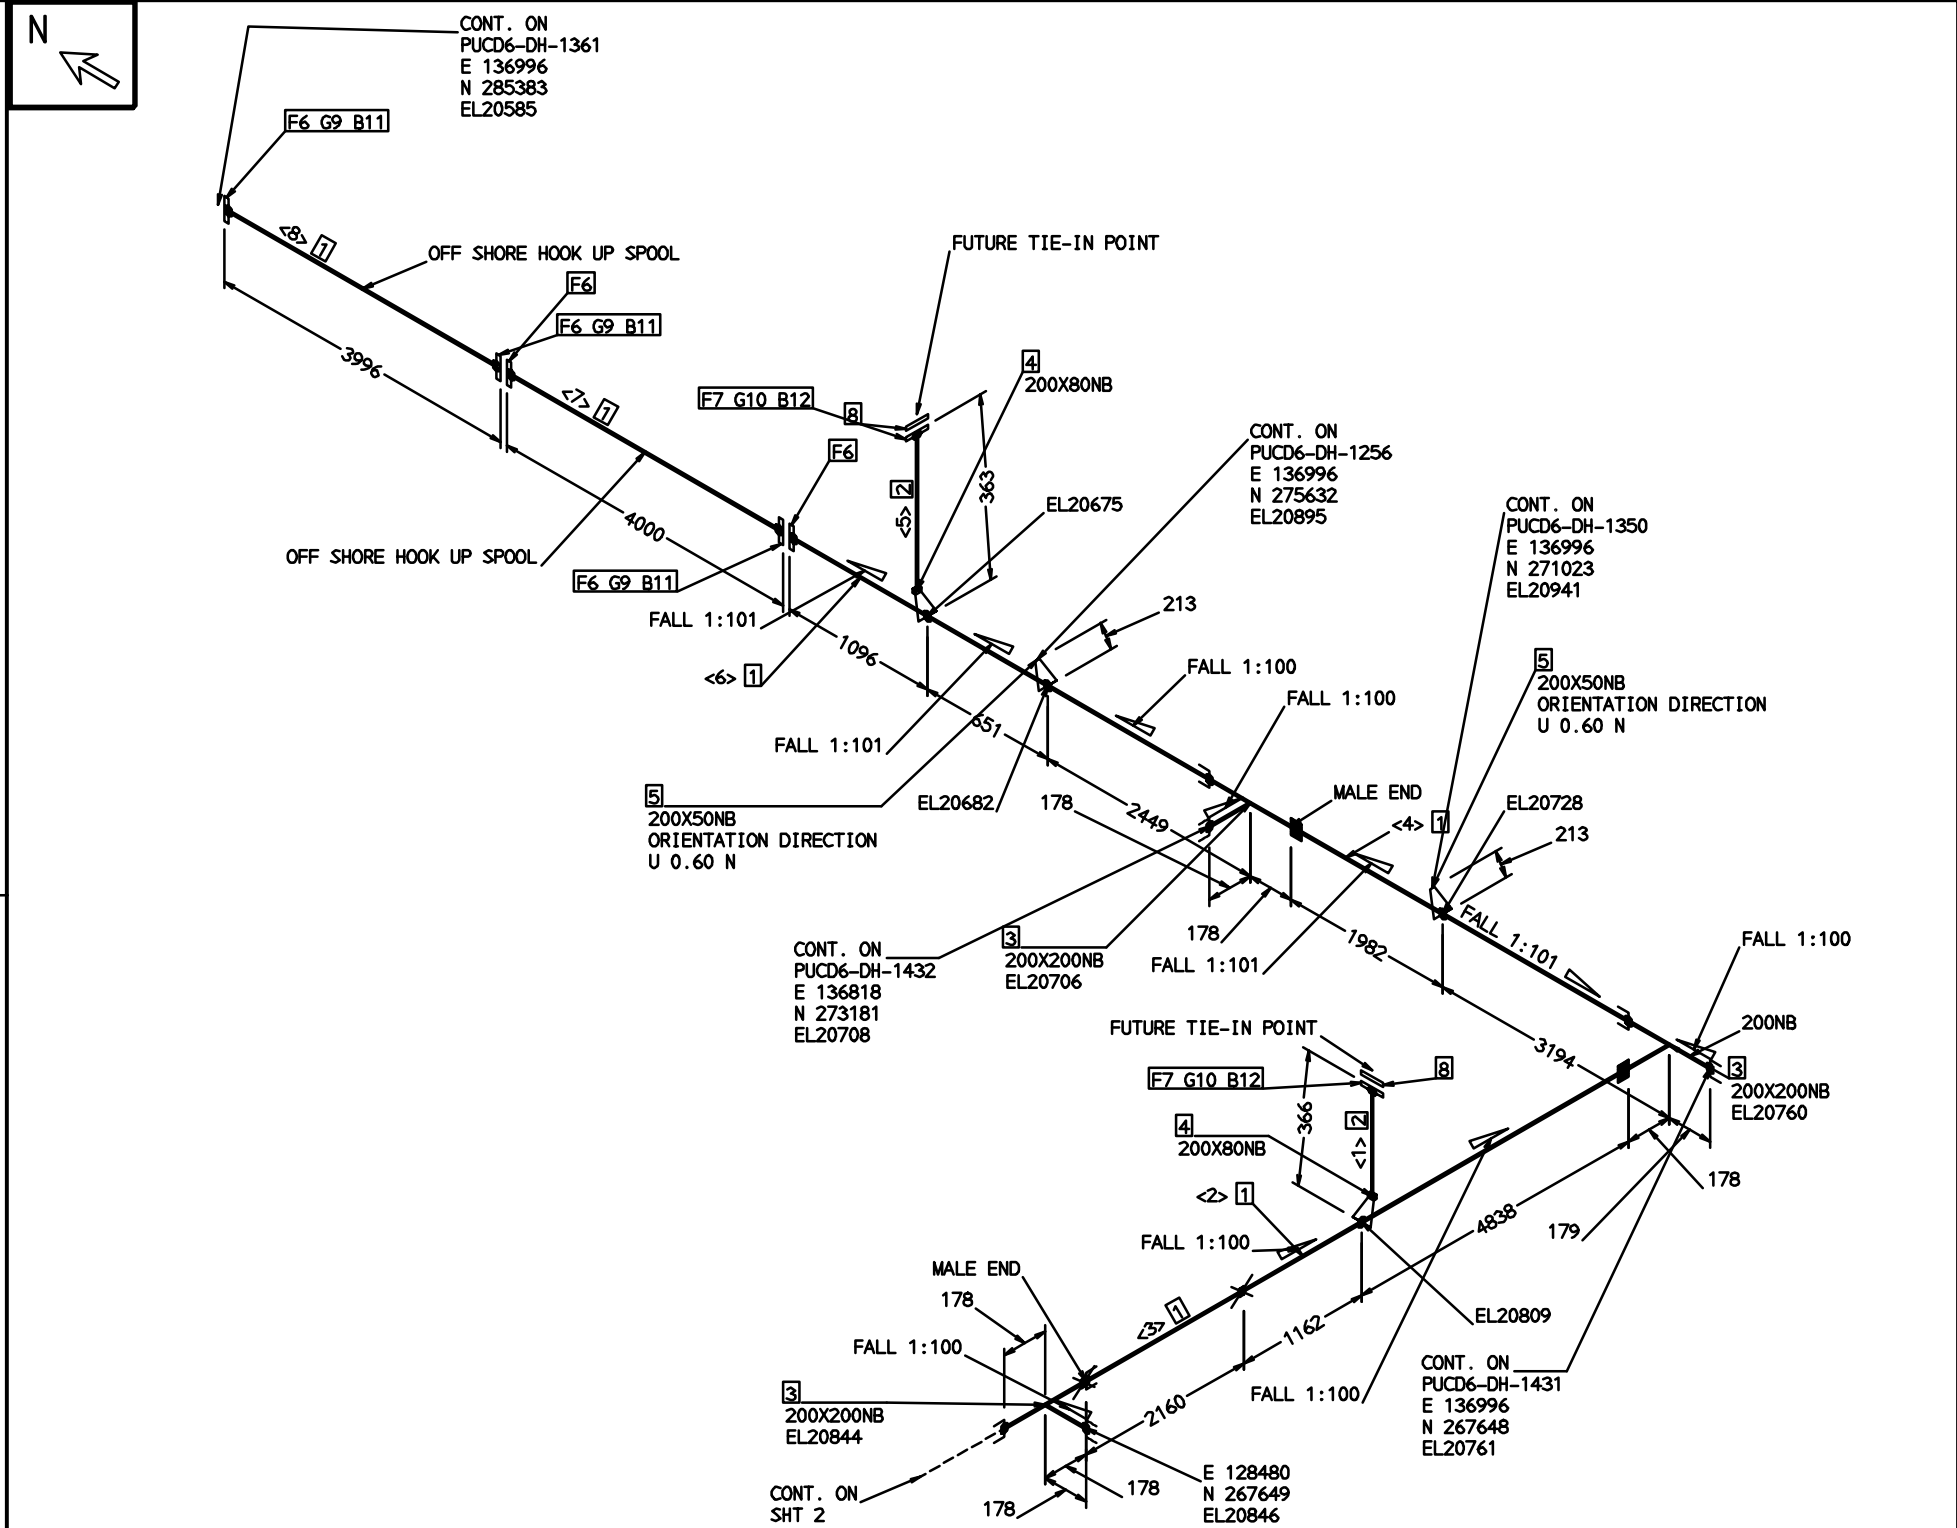 N
CONT. ON
PUCD6-DH-1361
E 136996
N 285383
EL20585
F6 G9 B11
<8> 1
OFF SHORE HOOK UP SPOOL
F6
F6 G9 B11
3996
<7> 1
FUTURE TIE-IN POINT
4
200X80NB
F7 G10 B12
8
F6
363
2
<5>
EL20675
CONT. ON
PUCD6-DH-1256
E 136996
N 275632
EL20895
CONT. ON
PUCD6-DH-1350
E 136996
N 271023
EL20941
4000
OFF SHORE HOOK UP SPOOL
F6 G9 B11
FALL 1:101
<6> 1
1096
213
FALL 1:100
FALL 1:100
5
200X50NB
ORIENTATION DIRECTION
U 0.60 N
651
FALL 1:101
5
200X50NB
ORIENTATION DIRECTION
U 0.60 N
EL20682
178
2449
MALE END
<4> 1
EL20728
213
178
1982
FALL 1:101
FALL 1:101
FALL 1:100
CONT. ON
PUCD6-DH-1432
E 136818
N 273181
EL20708
3
200X200NB
EL20706
200NB
3
200X200NB
EL20760
3194
FUTURE TIE-IN POINT
F7 G10 B12
8
366
2
<1>
4
200X80NB
178
179
<2> 1
4838
FALL 1:100
MALE END
178
<3> 1
1162
EL20809
FALL 1:100
FALL 1:100
CONT. ON
PUCD6-DH-1431
E 136996
N 267648
EL20761
3
200X200NB
EL20844
2160
CONT. ON
SHT 2
178
178
E 128480
N 267649
EL20846